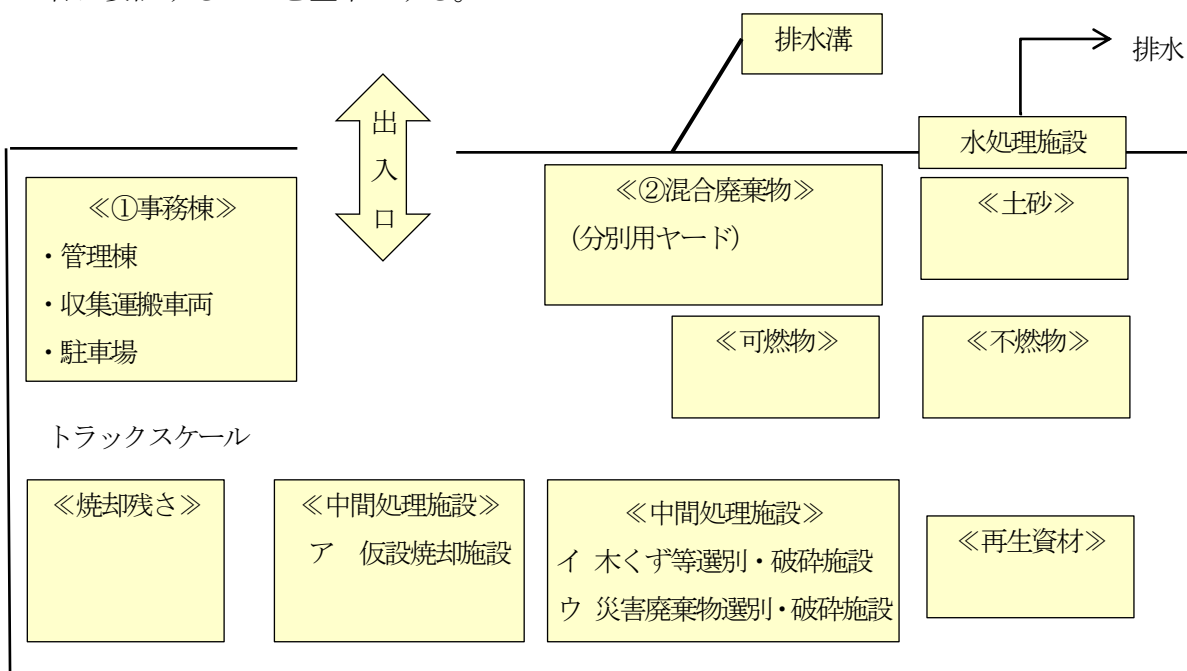 排水溝
排水
出
入
口
水処理施設
≪①事務棟≫
・管理棟
・収集運搬車両
・駐車場
≪②混合廃棄物≫
(分別用ヤード)
≪土砂≫
≪可燃物≫
≪不燃物≫
トラックスケール
≪焼却残さ≫
≪中間処理施設≫
ア 仮設焼却施設
≪中間処理施設≫
イ 木くず等選別・破砕施設
ウ 災害廃棄物選別・破砕施設
≪再生資材≫